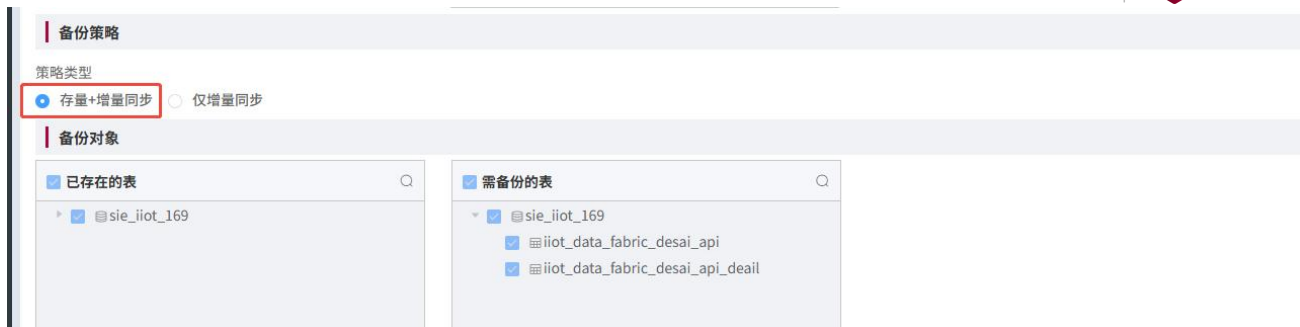 备份策略
策略类型
存量+增量同步 仅增量同步
备份对象
已存在的表 需备份的表
sie_iiot_169 sie_iiot_169
iiot_data_fabric_desai_api
iiot_data_fabric_desai_api_deail